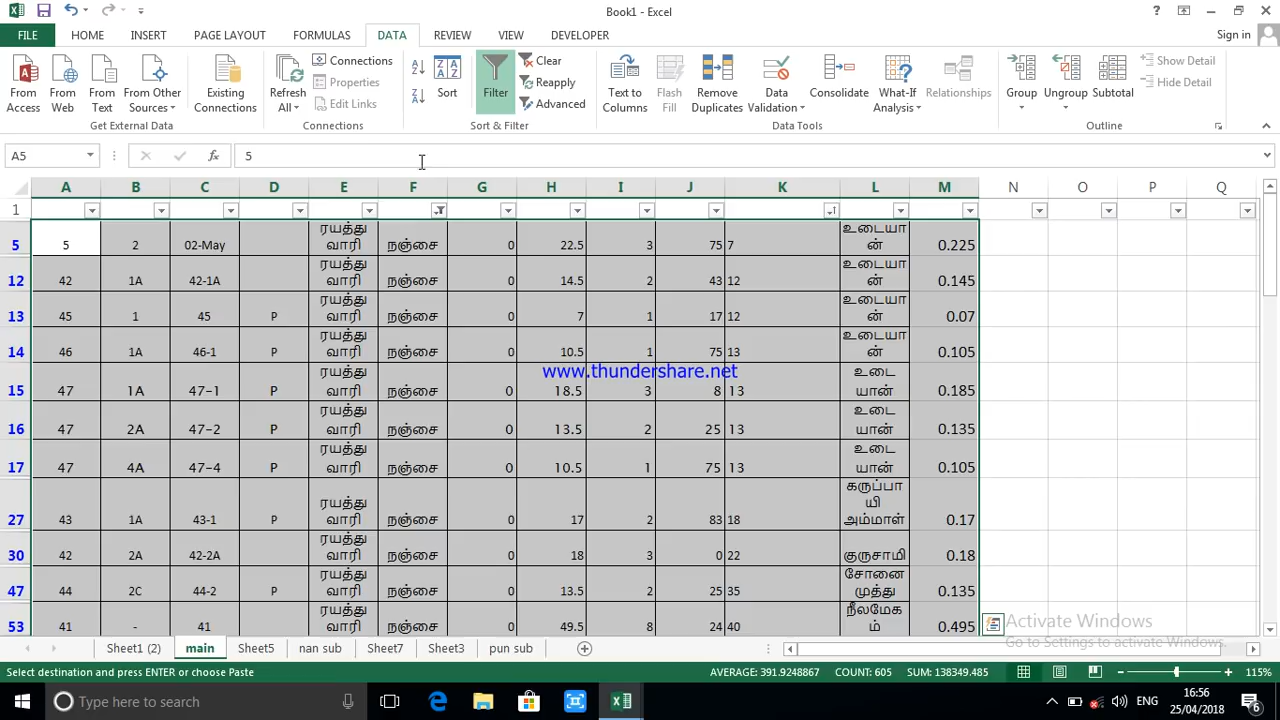 Book1 - Excel
FILE HOME INSERT PAGE LAYOUT FORMULAS DATA REVIEW VIEW DEVELOPER Sign in
From Access
From Web
From Text
From Other Sources
Existing Connections
Get External Data
Refresh All
Connections
Properties
Edit Links
Connections
Sort
Filter
Clear
Reapply
Advanced
Sort & Filter
Text to Columns
Flash Fill
Remove Duplicates
Data Validation
Consolidate
What-If Analysis
Relationships
Data Tools
Group
Ungroup
Subtotal
Show Detail
Hide Detail
Outline
A5 fx 5
A B C D E F G H I J K L M N O P Q
1
5 5 2 02-May ரயத்து வாரி நஞ்சை 0 22.5 3 75 7 உடையான் 0.225
12 42 1A 42-1A ரயத்து வாரி நஞ்சை 0 14.5 2 43 12 உடையான் 0.145
13 45 1 45 P ரயத்து வாரி நஞ்சை 0 7 1 17 12 உடையான் 0.07
14 46 1A 46-1 P ரயத்து வாரி நஞ்சை 0 10.5 1 75 13 உடையான் 0.105
www.thundershare.net
15 47 1A 47-1 P ரயத்து வாரி நஞ்சை 0 18.5 3 8 13 உடையான் 0.185
16 47 2A 47-2 P ரயத்து வாரி நஞ்சை 0 13.5 2 25 13 உடையான் 0.135
17 47 4A 47-4 P ரயத்து வாரி நஞ்சை 0 10.5 1 75 13 உடையான் 0.105
27 43 1A 43-1 P ரயத்து வாரி நஞ்சை 0 17 2 83 18 கருப்பாயி அம்மாள் 0.17
30 42 2A 42-2A ரயத்து வாரி நஞ்சை 0 18 3 0 22 குருசாமி 0.18
47 44 2C 44-2 P ரயத்து வாரி நஞ்சை 0 13.5 2 25 35 சோனை முத்து 0.135
53 41 - 41 ரயத்து வாரி நஞ்சை 0 49.5 8 24 40 நீலமேகம் 0.495
Activate Windows
Go to Settings to activate Windows.
Sheet1 (2) main Sheet5 nan sub Sheet7 Sheet3 pun sub
Select destination and press ENTER or choose Paste AVERAGE: 391.9248867 COUNT: 605 SUM: 138349.485 115%
Type here to search
ENG
16:56
25/04/2018
6